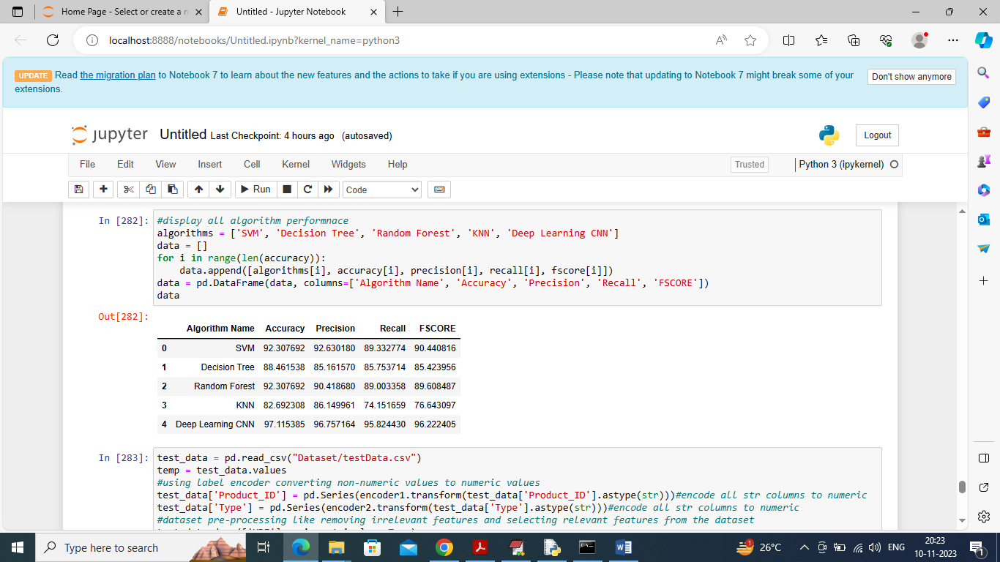 Home Page - Select or create a n
Untitled - Jupyter Notebook
localhost:8888/notebooks/Untitled.ipynb?kernel_name=python3
UPDATE Read the migration plan to Notebook 7 to learn about the new features and the actions to take if you are using extensions - Please note that updating to Notebook 7 might break some of your
extensions.
Don't show anymore
jupyter Untitled Last Checkpoint: 4 hours ago (autosaved)
Logout
File Edit View Insert Cell Kernel Widgets Help
Trusted
Python 3 (ipykernel)
Run
Code
In [282]: #display all algorithm performnace
algorithms = ['SVM', 'Decision Tree', 'Random Forest', 'KNN', 'Deep Learning CNN']
data = []
for i in range(len(accuracy)):
data.append([algorithms[i], accuracy[i], precision[i], recall[i], fscore[i]])
data = pd.DataFrame(data, columns=['Algorithm Name', 'Accuracy', 'Precision', 'Recall', 'FSCORE'])
data
Out[282]:
Algorithm Name Accuracy Precision Recall FSCORE
0 SVM 92.307692 92.630180 89.332774 90.440816
1 Decision Tree 88.461538 85.161570 85.753714 85.423956
2 Random Forest 92.307692 90.418680 89.003358 89.608487
3 KNN 82.692308 86.149961 74.151659 76.643097
4 Deep Learning CNN 97.115385 96.757164 95.824430 96.222405
In [283]: test_data = pd.read_csv("Dataset/testData.csv")
temp = test_data.values
#using label encoder converting non-numeric values to numeric values
test_data['Product_ID'] = pd.Series(encoder1.transform(test_data['Product_ID'].astype(str)))#encode all str columns to numeric
test_data['Type'] = pd.Series(encoder2.transform(test_data['Type'].astype(str)))#encode all str columns to numeric
#dataset pre-processing like removing irrelevant features and selecting relevant features from the dataset
Type here to search
1
26°C
ENG
20:23
10-11-2023
1